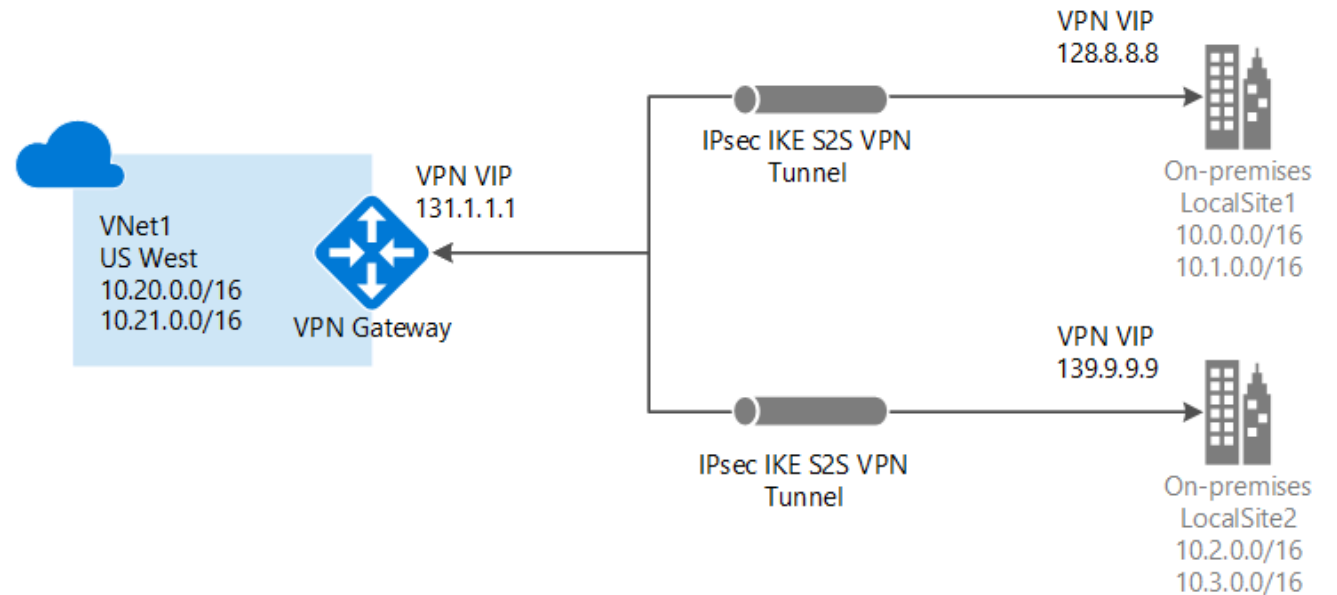 VPN VIP
128.8.8.8
IPsec IKE S2S VPN
Tunnel
On-premises
LocalSite1
10.0.0.0/16
10.1.0.0/16
VPN VIP
131.1.1.1
VNet1
US West
10.20.0.0/16
10.21.0.0/16
VPN Gateway
VPN VIP
139.9.9.9
IPsec IKE S2S VPN
Tunnel
On-premises
LocalSite2
10.2.0.0/16
10.3.0.0/16